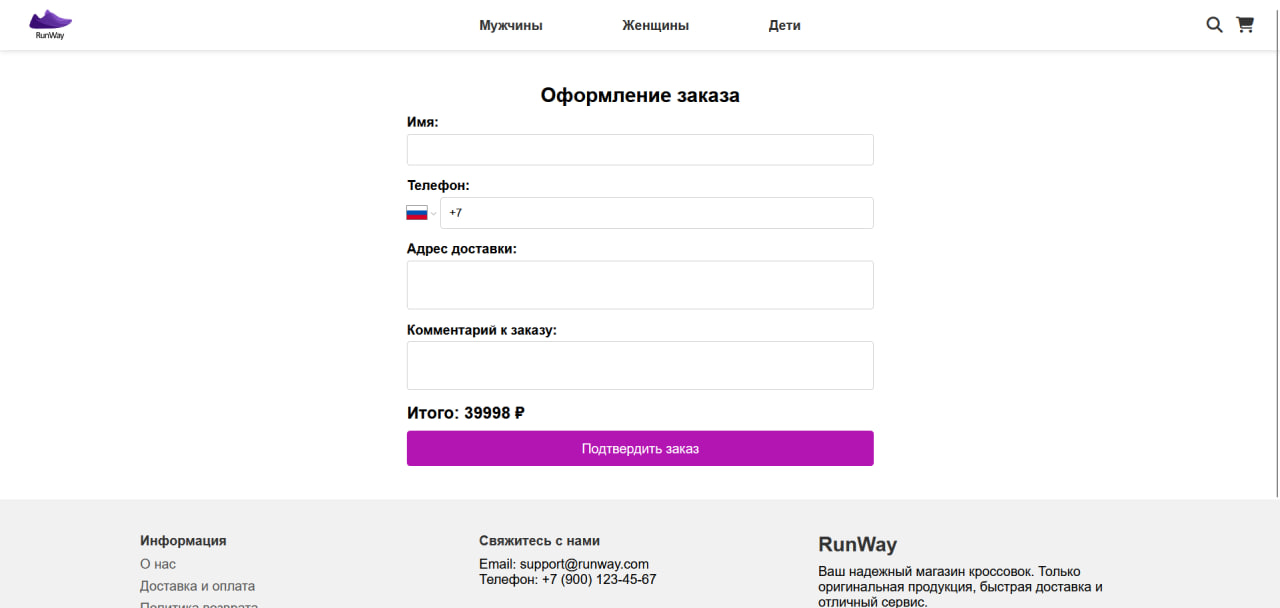 RunWay
Мужчины
Женщины
Дети
Оформление заказа
Имя:
Телефон:
+7
Адрес доставки:
Комментарий к заказу:
Итого: 39998 ₽
Подтвердить заказ
Информация
О нас
Доставка и оплата
Политика возврата
Свяжитесь с нами
Email: support@runway.com
Телефон: +7 (900) 123-45-67
RunWay
Ваш надежный магазин кроссовок. Только
оригинальная продукция, быстрая доставка и
отличный сервис.